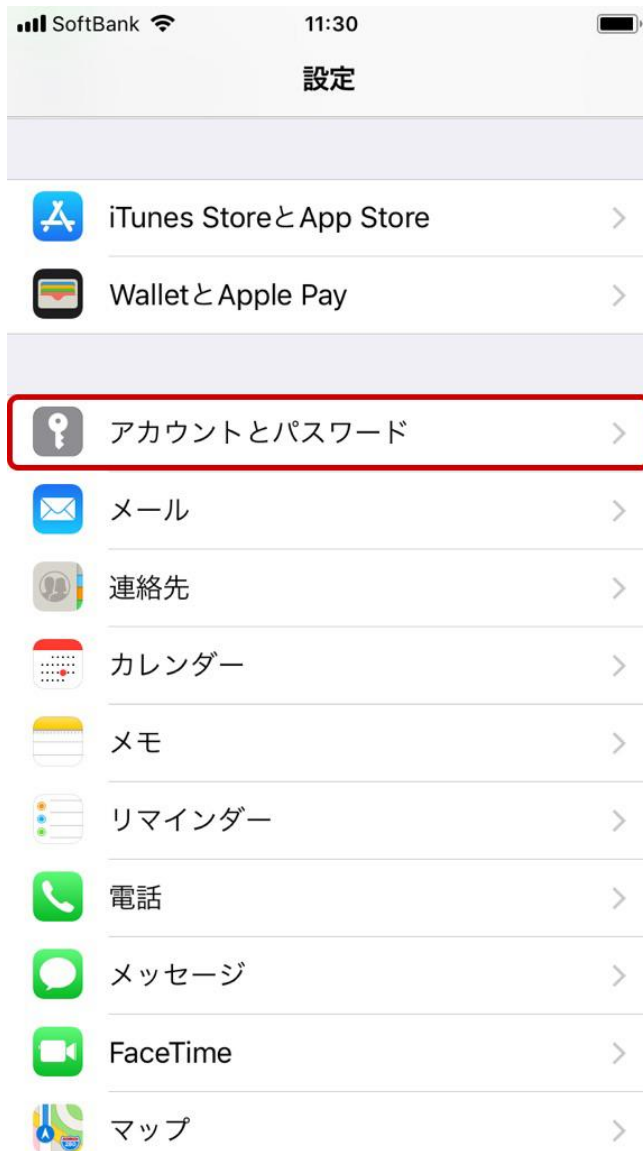 SoftBank 11:30
設定
iTunes StoreとApp Store
WalletとApple Pay
アカウントとパスワード
メール
連絡先
カレンダー
メモ
リマインダー
電話
メッセージ
FaceTime
マップ